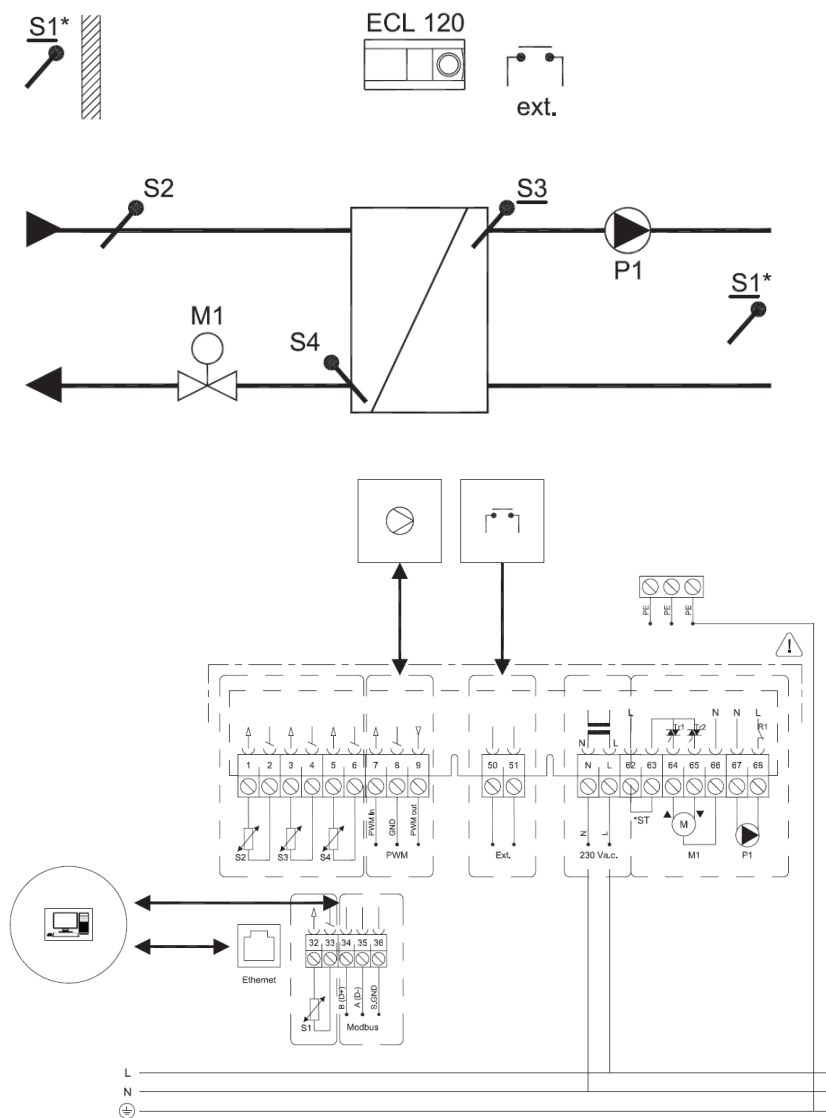 S1*
ECL 120
ext.
S2
S3
P1
S1*
M1
S4
PE PE PE
N L L Tr1 Tr2 N N L R1
1 2 3 4 5 6 7 8 9 50 51 N L 62 63 64 65 66 67 68
S2 S3 S4
PWM In GND PWM out
PWM
Ext.
N L
230 Va.c.
*ST
M
M1
P1
32 33 34 35 36
Ethernet
S1
B (D+) A (D-) S.GND
Modbus
L
N